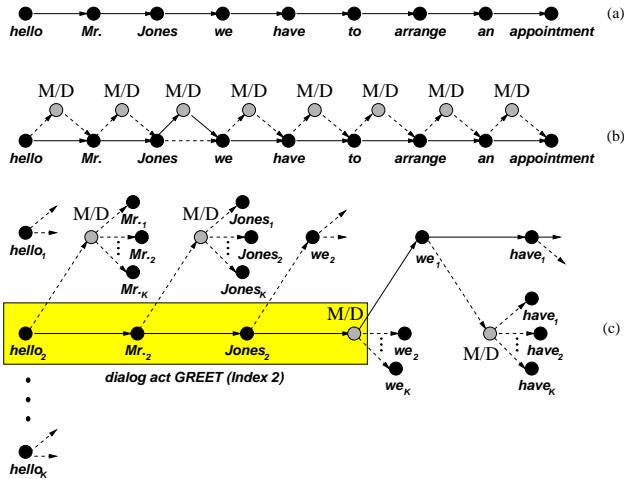 hello Mr. Jones we have to arrange an appointment (a)
M/D M/D M/D M/D M/D M/D M/D M/D
hello Mr. Jones we have to arrange an appointment (b)
M/D Mr.1 M/D Jones1
hello1 Mr.2 Jones2 we2 we1 have1
Mr.K JonesK
M/D have1
hello2 Mr.2 Jones2 we2 M/D have2 (c)
weK haveK
dialog act GREET (Index 2)
helloK